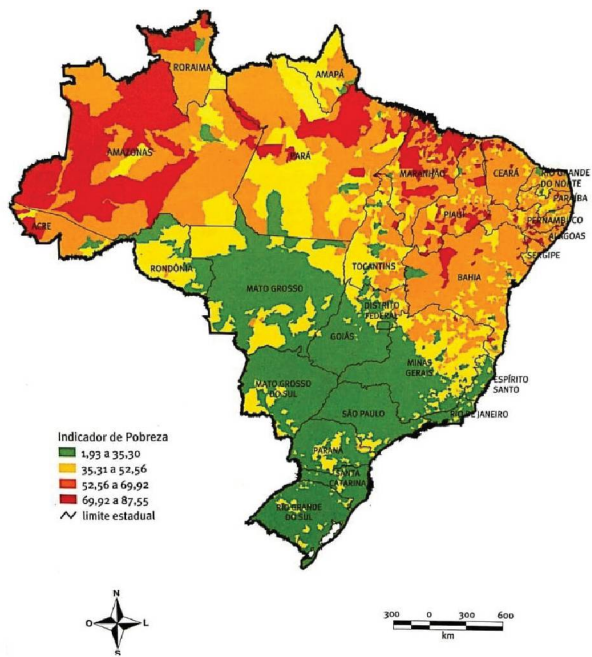 RORAIMA
AMAPÁ
AMAZONAS
PARÁ
MARANHÃO
CEARÁ
RIO GRANDE
DO NORTE
PARAÍBA
PIAUÍ
PERNAMBUCO
ACRE
ALAGOAS
SERGIPE
RONDÔNIA
TOCANTINS
BAHIA
MATO GROSSO
DISTRITO
FEDERAL
GOIÁS
MINAS
GERAIS
ESPÍRITO
SANTO
MATO GROSSO
DO SUL
SÃO PAULO
RIO DE JANEIRO
PARANÁ
SANTA
CATARINA
RIO GRANDE
DO SUL
Indicador de Pobreza
1,93 a 35,30
35,31 a 52,56
52,56 a 69,92
69,92 a 87,55
limite estadual
N
O L
S
300 0 300 600
km